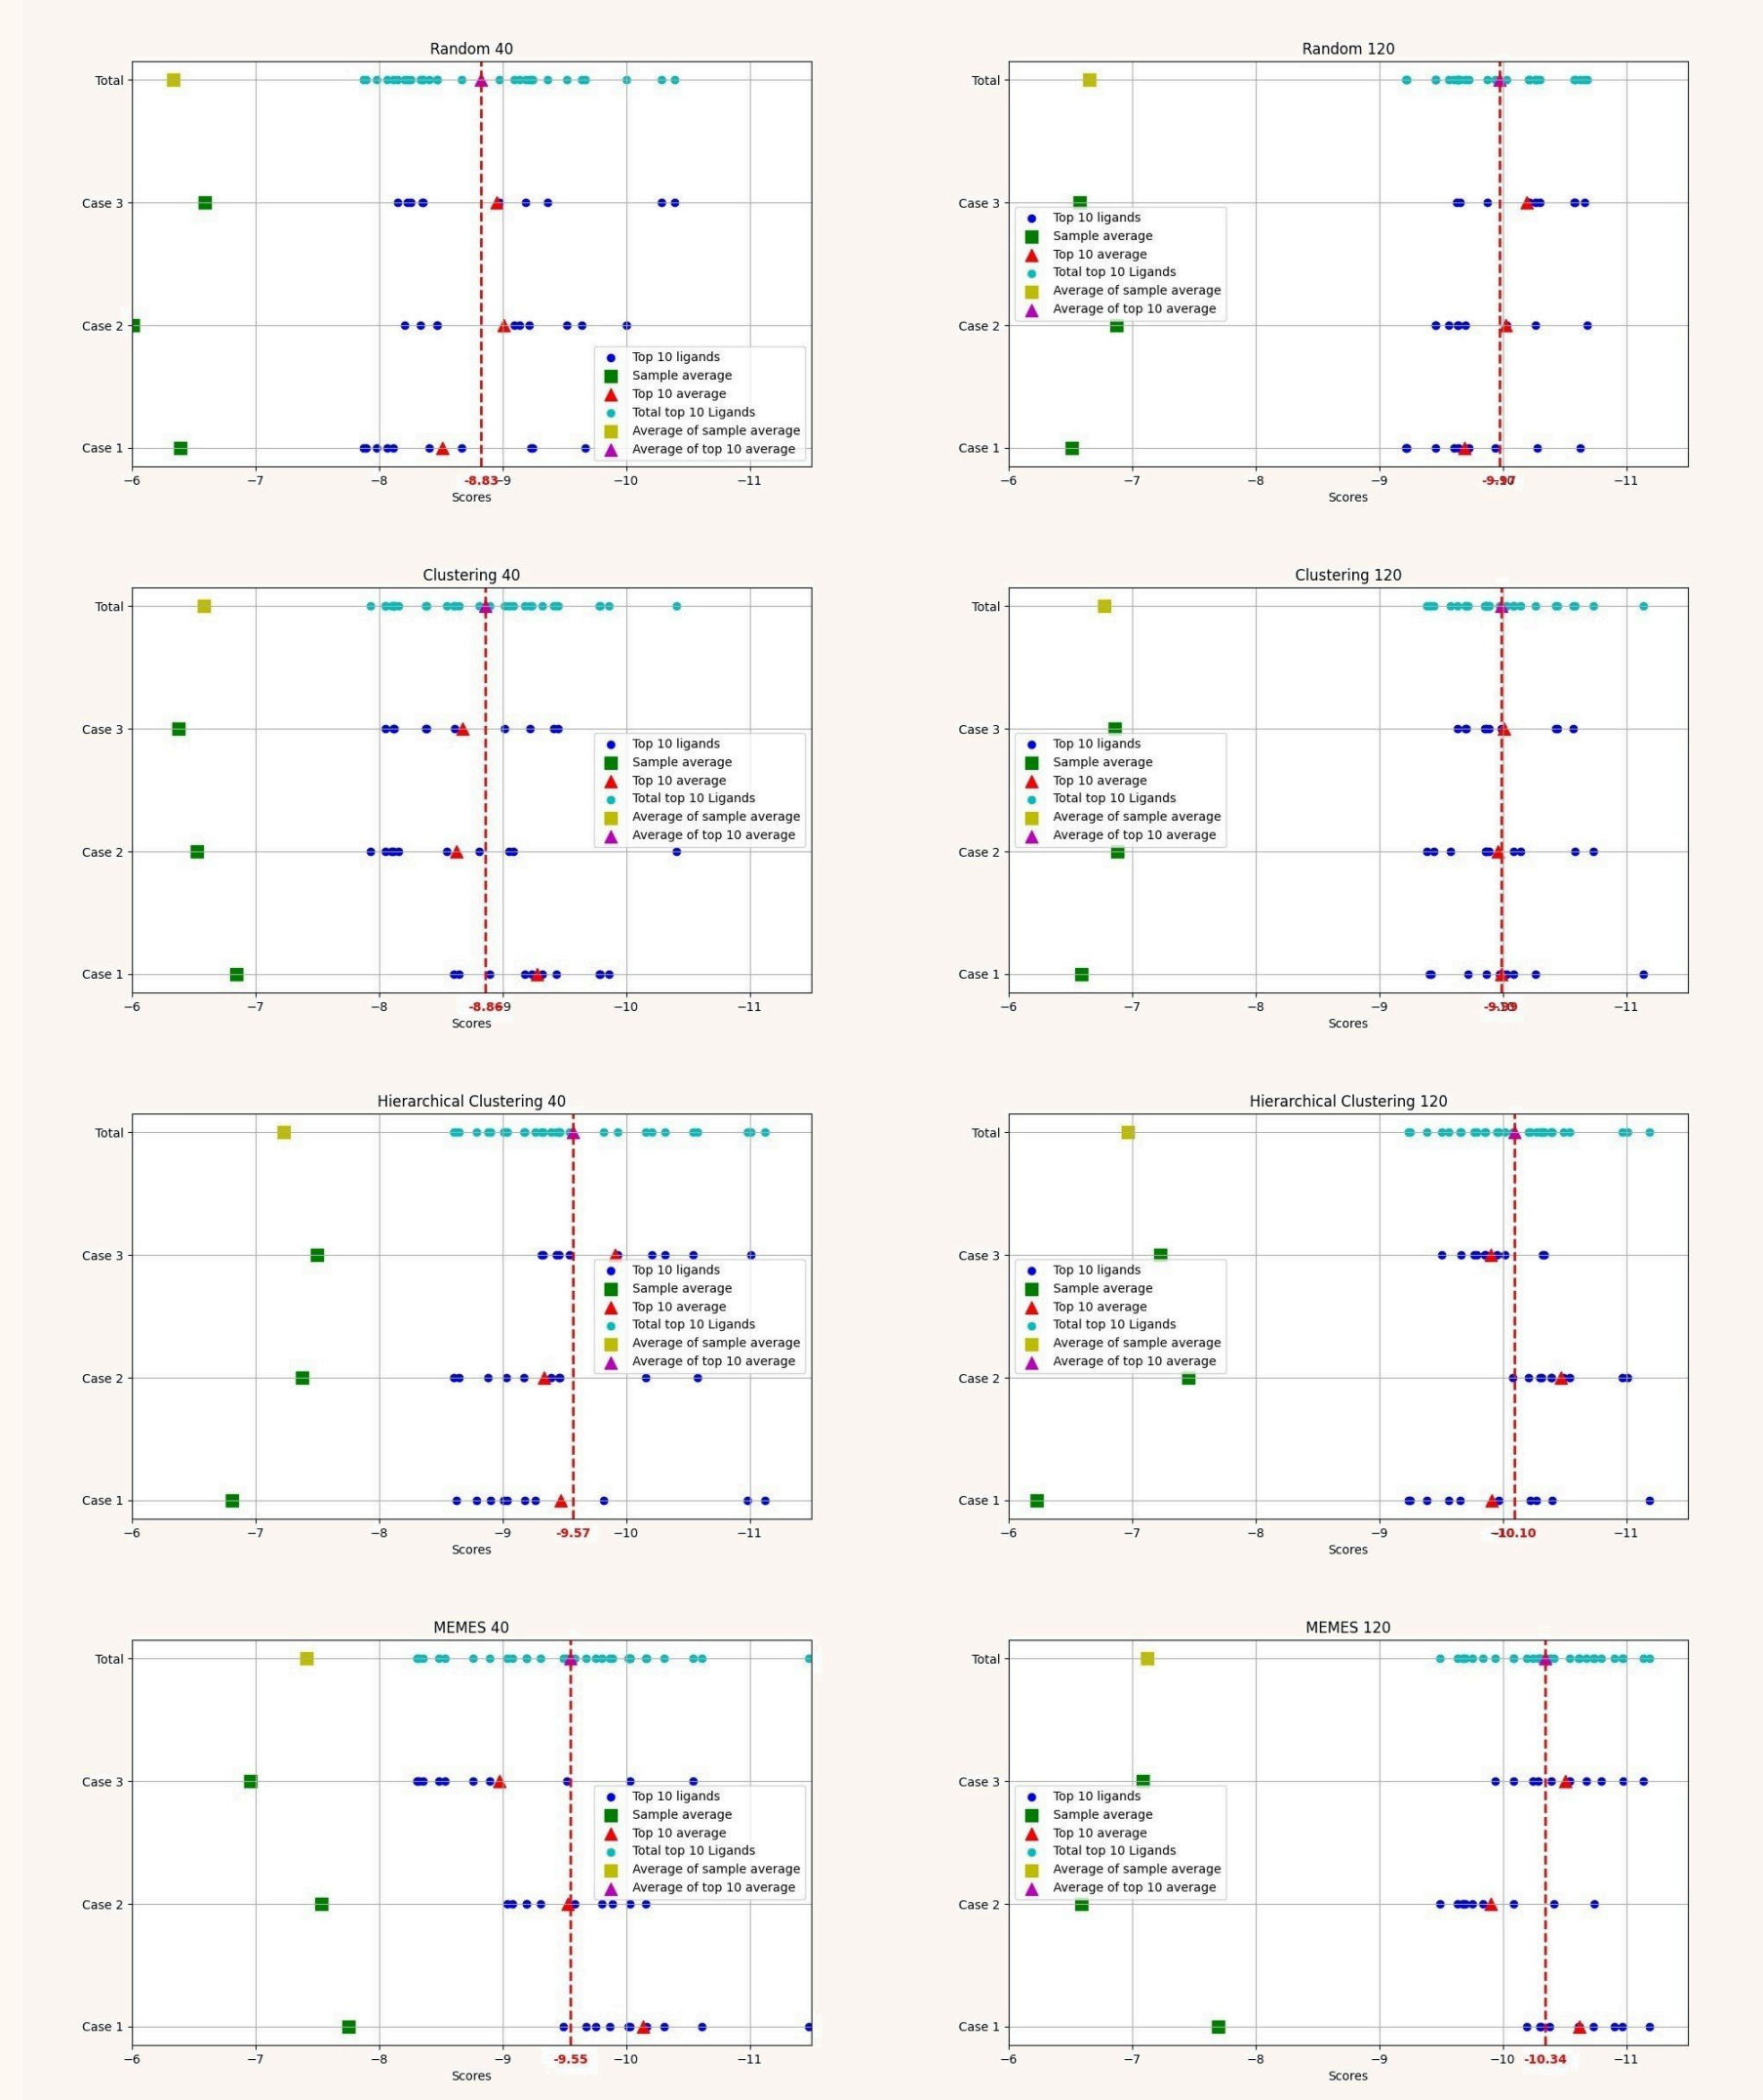 Random 40
Total
Case 3
Case 2
Case 1
Top 10 ligands
Sample average
Top 10 average
Total top 10 Ligands
Average of sample average
Average of top 10 average
−6 −7 −8 -8.83 −9 −10 −11
Scores
Random 120
Total
Case 3
Case 2
Case 1
Top 10 ligands
Sample average
Top 10 average
Total top 10 Ligands
Average of sample average
Average of top 10 average
−6 −7 −8 −9 −11
Scores
Clustering 40
Total
Case 3
Case 2
Case 1
Top 10 ligands
Sample average
Top 10 average
Total top 10 Ligands
Average of sample average
Average of top 10 average
−6 −7 −8 -8.86 −9 −10 −11
Scores
Clustering 120
Total
Case 3
Case 2
Case 1
Top 10 ligands
Sample average
Top 10 average
Total top 10 Ligands
Average of sample average
Average of top 10 average
−6 −7 −8 −9 −11
Scores
Hierarchical Clustering 40
Total
Case 3
Case 2
Case 1
Top 10 ligands
Sample average
Top 10 average
Total top 10 Ligands
Average of sample average
Average of top 10 average
−6 −7 −8 −9 -9.57 −10 −11
Scores
Hierarchical Clustering 120
Total
Case 3
Case 2
Case 1
Top 10 ligands
Sample average
Top 10 average
Total top 10 Ligands
Average of sample average
Average of top 10 average
−6 −7 −8 −9 -10.10 −11
Scores
MEMES 40
Total
Case 3
Case 2
Case 1
Top 10 ligands
Sample average
Top 10 average
Total top 10 Ligands
Average of sample average
Average of top 10 average
−6 −7 −8 −9 -9.55 −10 −11
Scores
MEMES 120
Total
Case 3
Case 2
Case 1
Top 10 ligands
Sample average
Top 10 average
Total top 10 Ligands
Average of sample average
Average of top 10 average
−6 −7 −8 −9 −10 -10.34 −11
Scores